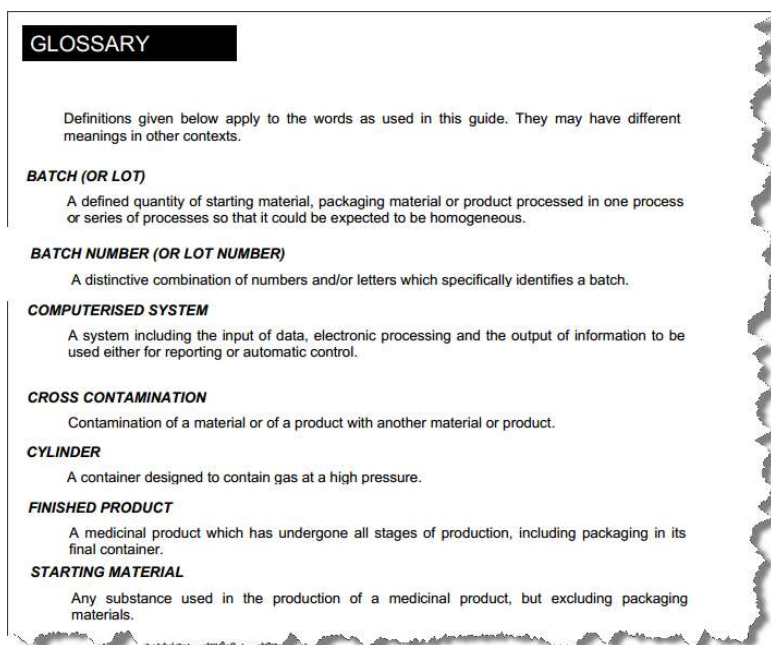 GLOSSARY
Definitions given below apply to the words as used in this guide. They may have different
meanings in other contexts.
BATCH (OR LOT)
A defined quantity of starting material, packaging material or product processed in one process
or series of processes so that it could be expected to be homogeneous.
BATCH NUMBER (OR LOT NUMBER)
A distinctive combination of numbers and/or letters which specifically identifies a batch.
COMPUTERISED SYSTEM
A system including the input of data, electronic processing and the output of information to be
used either for reporting or automatic control.
CROSS CONTAMINATION
Contamination of a material or of a product with another material or product.
CYLINDER
A container designed to contain gas at a high pressure.
FINISHED PRODUCT
A medicinal product which has undergone all stages of production, including packaging in its
final container.
STARTING MATERIAL
Any substance used in the production of a medicinal product, but excluding packaging
materials.